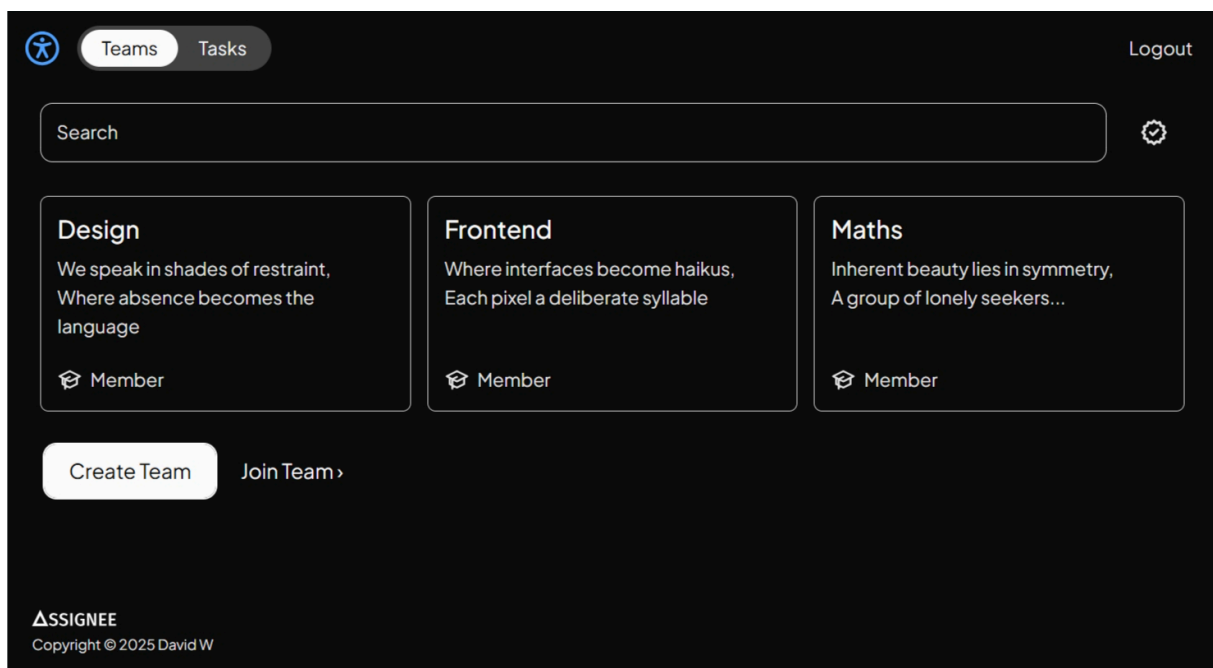 Teams Tasks Logout
Search
Design
We speak in shades of restraint,
Where absence becomes the
language
Member
Frontend
Where interfaces become haikus,
Each pixel a deliberate syllable
Member
Maths
Inherent beauty lies in symmetry,
A group of lonely seekers...
Member
Create Team Join Team ›
ASSIGNEE
Copyright © 2025 David W